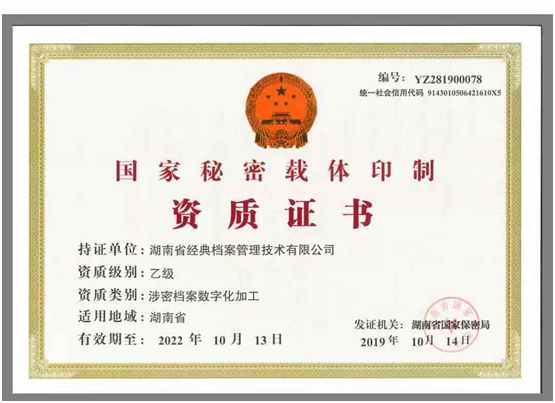 编号: YZ281900078
统一社会信用代码 9143010506421610X5
国家秘密载体印制
资质证书
持证单位: 湖南省经典档案管理技术有限公司
资质级别: 乙级
资质类别: 涉密档案数字化加工
适用地域: 湖南省
有效期至: 2022 年 10 月 13 日
发证机关: 湖南省国家保密局
2019 年 10 月 14 日